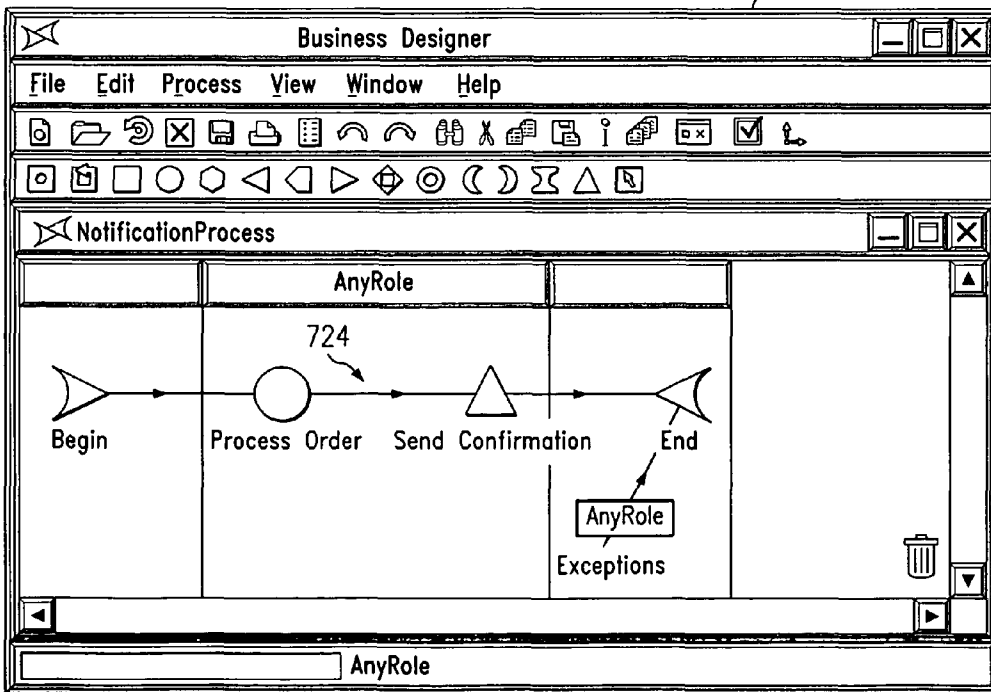 Business Designer
File Edit Process View Window Help
NotificationProcess
AnyRole
724
Begin
Process Order
Send Confirmation
End
AnyRole
Exceptions
AnyRole